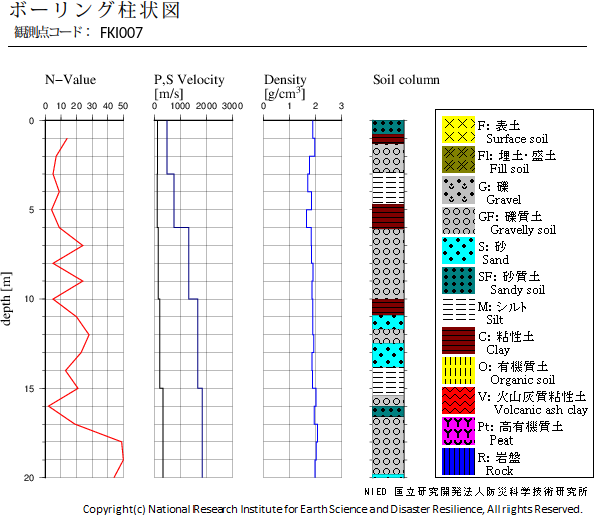 ボーリング柱状図
観測点コード： FKI007
N−Value P,S Velocity Density Soil column
[m/s] [g/cm³]
0 10 20 30 40 50 0 1000 2000 3000 0 1 2 3
0
5
10
15
20
depth [m]
F: 表土
Surface soil
Fl: 埋土・盛土
Fill soil
G: 礫
Gravel
GF: 礫質土
Gravelly soil
S: 砂
Sand
SF: 砂質土
Sandy soil
M: シルト
Silt
C: 粘性土
Clay
O: 有機質土
Organic soil
V: 火山灰質粘性土
Volcanic ash clay
Pt: 高有機質土
Peat
R: 岩盤
Rock
NIED 国立研究開発法人防災科学技術研究所
Copyright(c) National Research Institute for Earth Science and Disaster Resilience, All rights Reserved.